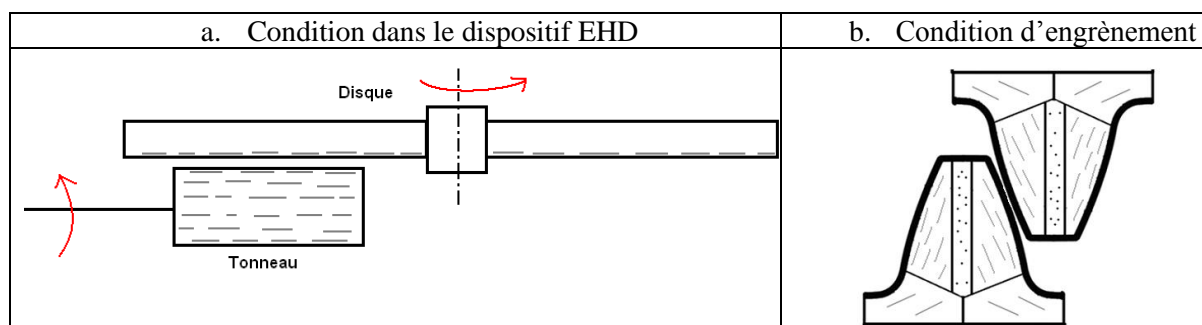 a. Condition dans le dispositif EHD
b. Condition d'engrènement
Disque
Tonneau